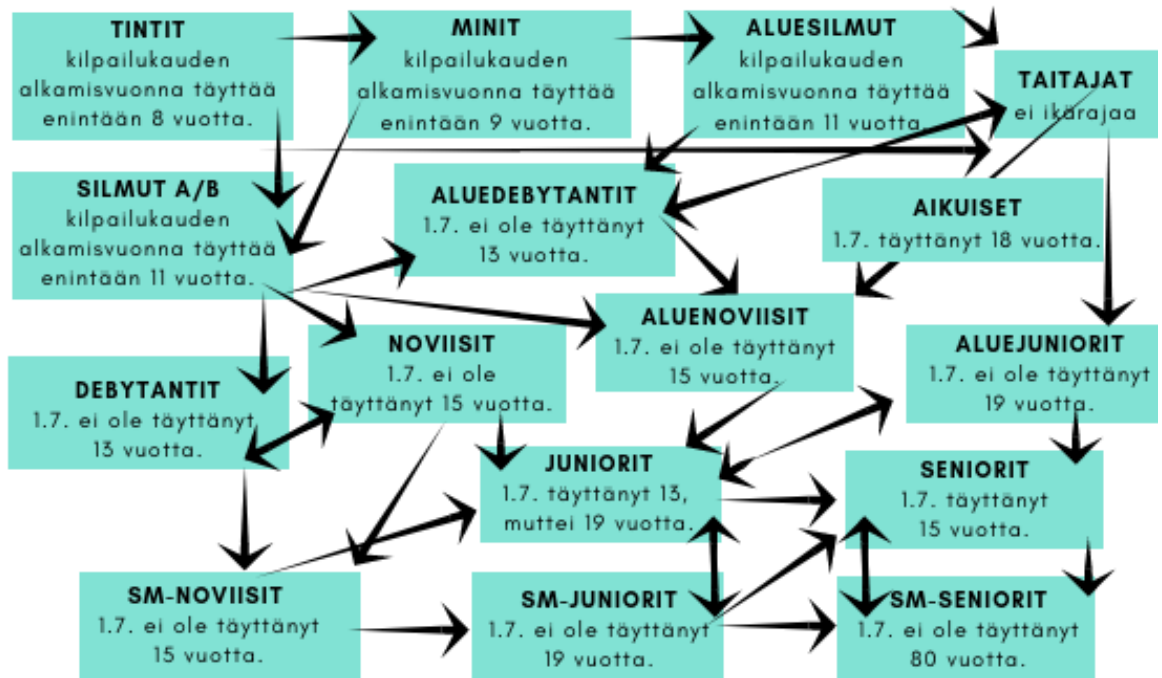 TINTIT
kilpailukauden
alkamisvuonna täyttää
enintään 8 vuotta.
MINIT
kilpailukauden
alkamisvuonna täyttää
enintään 9 vuotta.
ALUESILMUT
kilpailukauden
alkamisvuonna täyttää
enintään 11 vuotta.
TAITAJAT
ei ikärajaa
SILMUT A/B
kilpailukauden
alkamisvuonna täyttää
enintään 11 vuotta.
ALUEDEBYTANTIT
1.7. ei ole täyttänyt
13 vuotta.
AIKUISET
1.7. täyttänyt 18 vuotta.
ALUENOVIISIT
1.7. ei ole täyttänyt
15 vuotta.
NOVIISIT
1.7. ei ole
täyttänyt 15 vuotta.
ALUEJUNIORIT
1.7. ei ole täyttänyt
19 vuotta.
DEBYTANTIT
1.7. ei ole täyttänyt
13 vuotta.
JUNIORIT
1.7. täyttänyt 13,
muttei 19 vuotta.
SENIORIT
1.7. täyttänyt
15 vuotta.
SM-NOVIISIT
1.7. ei ole täyttänyt
15 vuotta.
SM-JUNIORIT
1.7. ei ole täyttänyt
19 vuotta.
SM-SENIORIT
1.7. ei ole täyttänyt
80 vuotta.